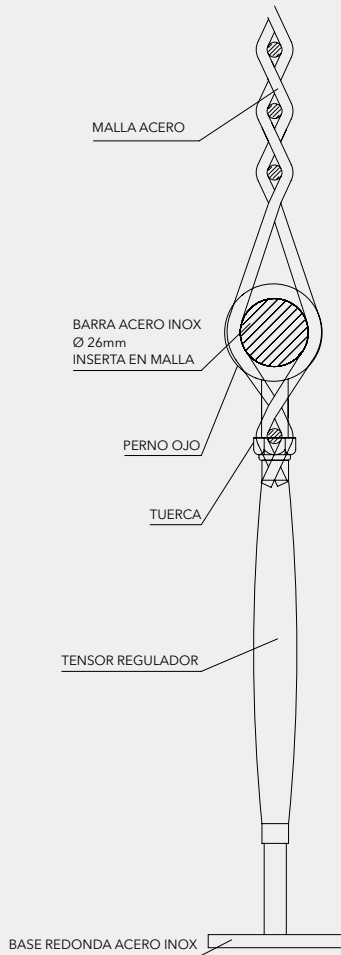 MALLA ACERO
BARRA ACERO INOX
Ø 26mm
INSERTA EN MALLA
PERNO OJO
TUERCA
TENSOR REGULADOR
BASE REDONDA ACERO INOX